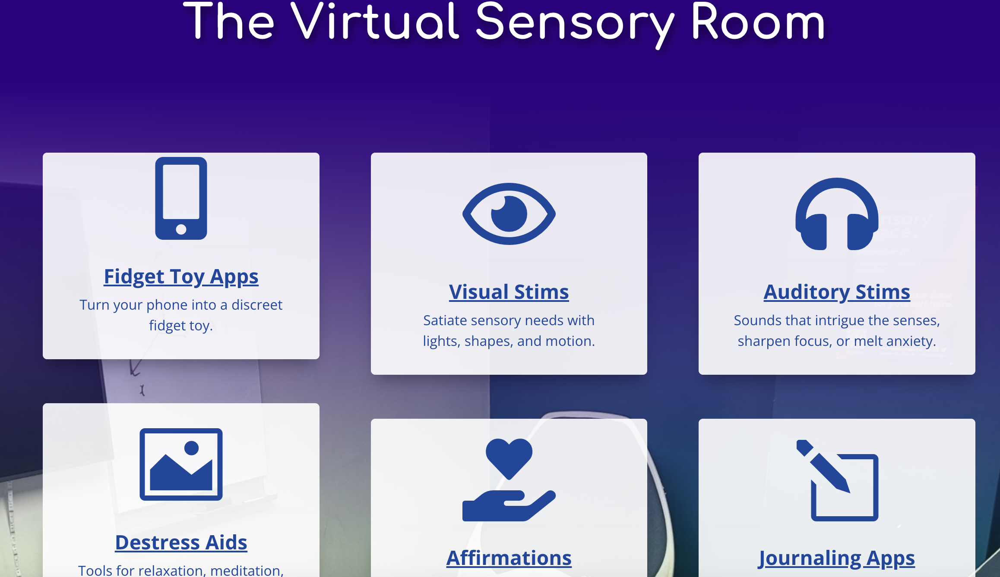 The Virtual Sensory Room
Fidget Toy Apps
Turn your phone into a discreet
fidget toy.
Visual Stims
Satiate sensory needs with
lights, shapes, and motion.
Auditory Stims
Sounds that intrigue the senses,
sharpen focus, or melt anxiety.
Destress Aids
Tools for relaxation, meditation,
Affirmations
Journaling Apps